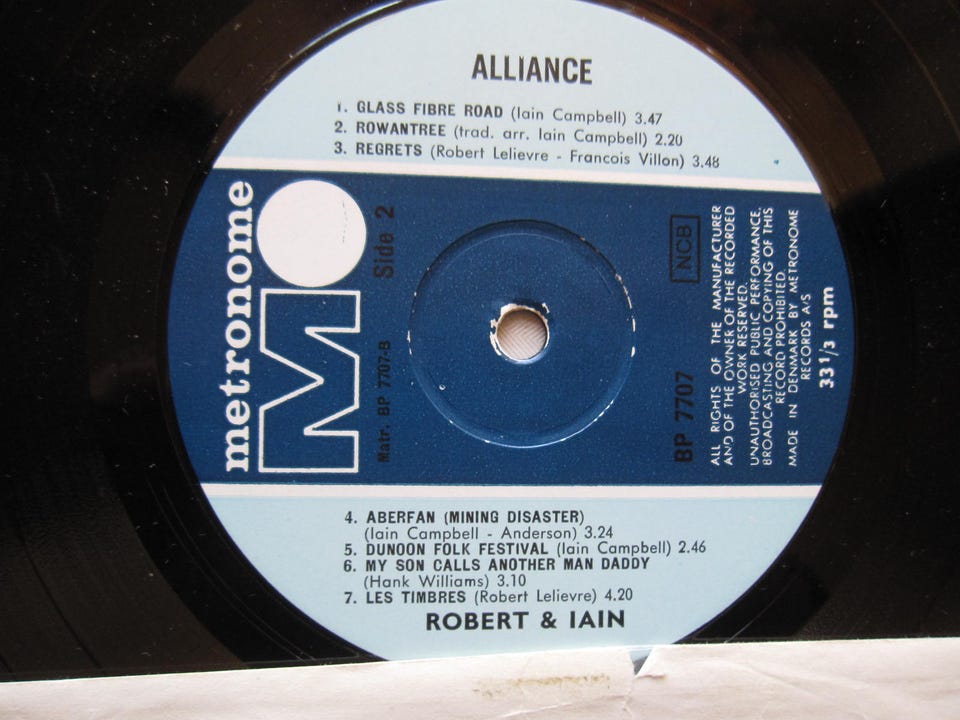 ALLIANCE
1. GLASS FIBRE ROAD (Iain Campbell) 3.47
2. ROWANTREE (trad. arr. Iain Campbell) 2.20
3. REGRETS (Robert Lelievre - Francois Villon) 3.48
metronome
M
Side 2
Matr. BP 7707-B
NCB
BP 7707
ALL RIGHTS OF THE MANUFACTURER
AND OF THE OWNER OF THE RECORDED
WORK RESERVED.
UNAUTHORISED PUBLIC PERFORMANCE,
BROADCASTING AND COPYING OF THIS
RECORD PROHIBITED.
MADE IN DENMARK BY METRONOME
RECORDS A/S
33 1/3 rpm
4. ABERFAN (MINING DISASTER)
(Iain Campbell - Anderson) 3.24
5. DUNOON FOLK FESTIVAL (Iain Campbell) 2.46
6. MY SON CALLS ANOTHER MAN DADDY
(Hank Williams) 3.10
7. LES TIMBRES (Robert Lelievre) 4.20
ROBERT & IAIN